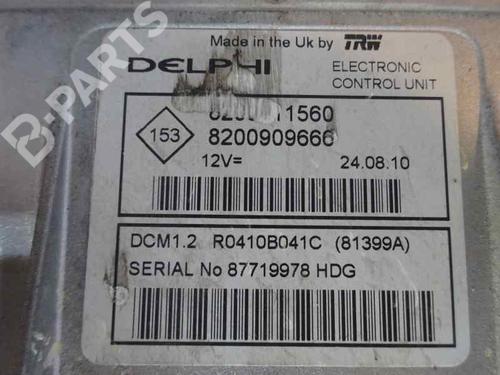 Made in the Uk by TRW
DELPHI
ELECTRONIC
CONTROL UNIT
153
8200909666
12V=
24.08.10
DCM1.2 R0410B041C (81399A)
SERIAL No 87719978 HDG
B-PARTS
B-PARTS